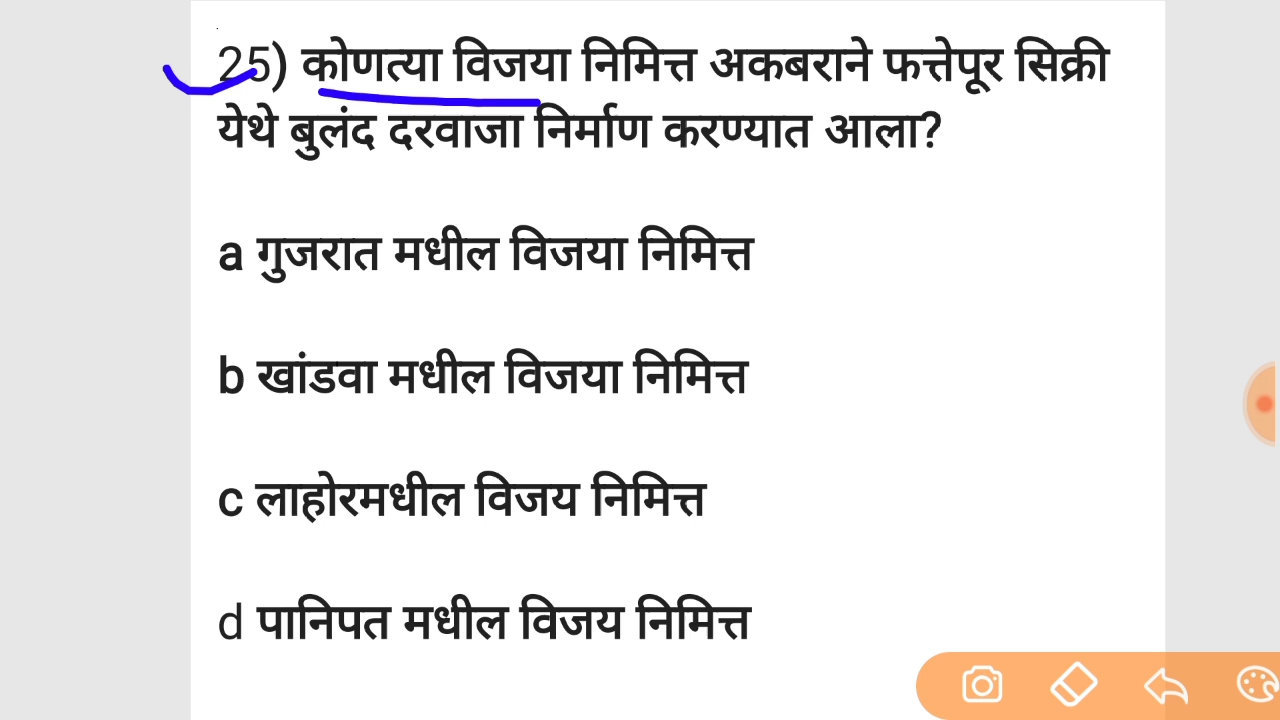 25) कोणत्या विजया निमित्त अकबराने फत्तेपूर सिक्री
येथे बुलंद दरवाजा निर्माण करण्यात आला?
a गुजरात मधील विजया निमित्त
b खांडवा मधील विजया निमित्त
c लाहोरमधील विजय निमित्त
d पानिपत मधील विजय निमित्त